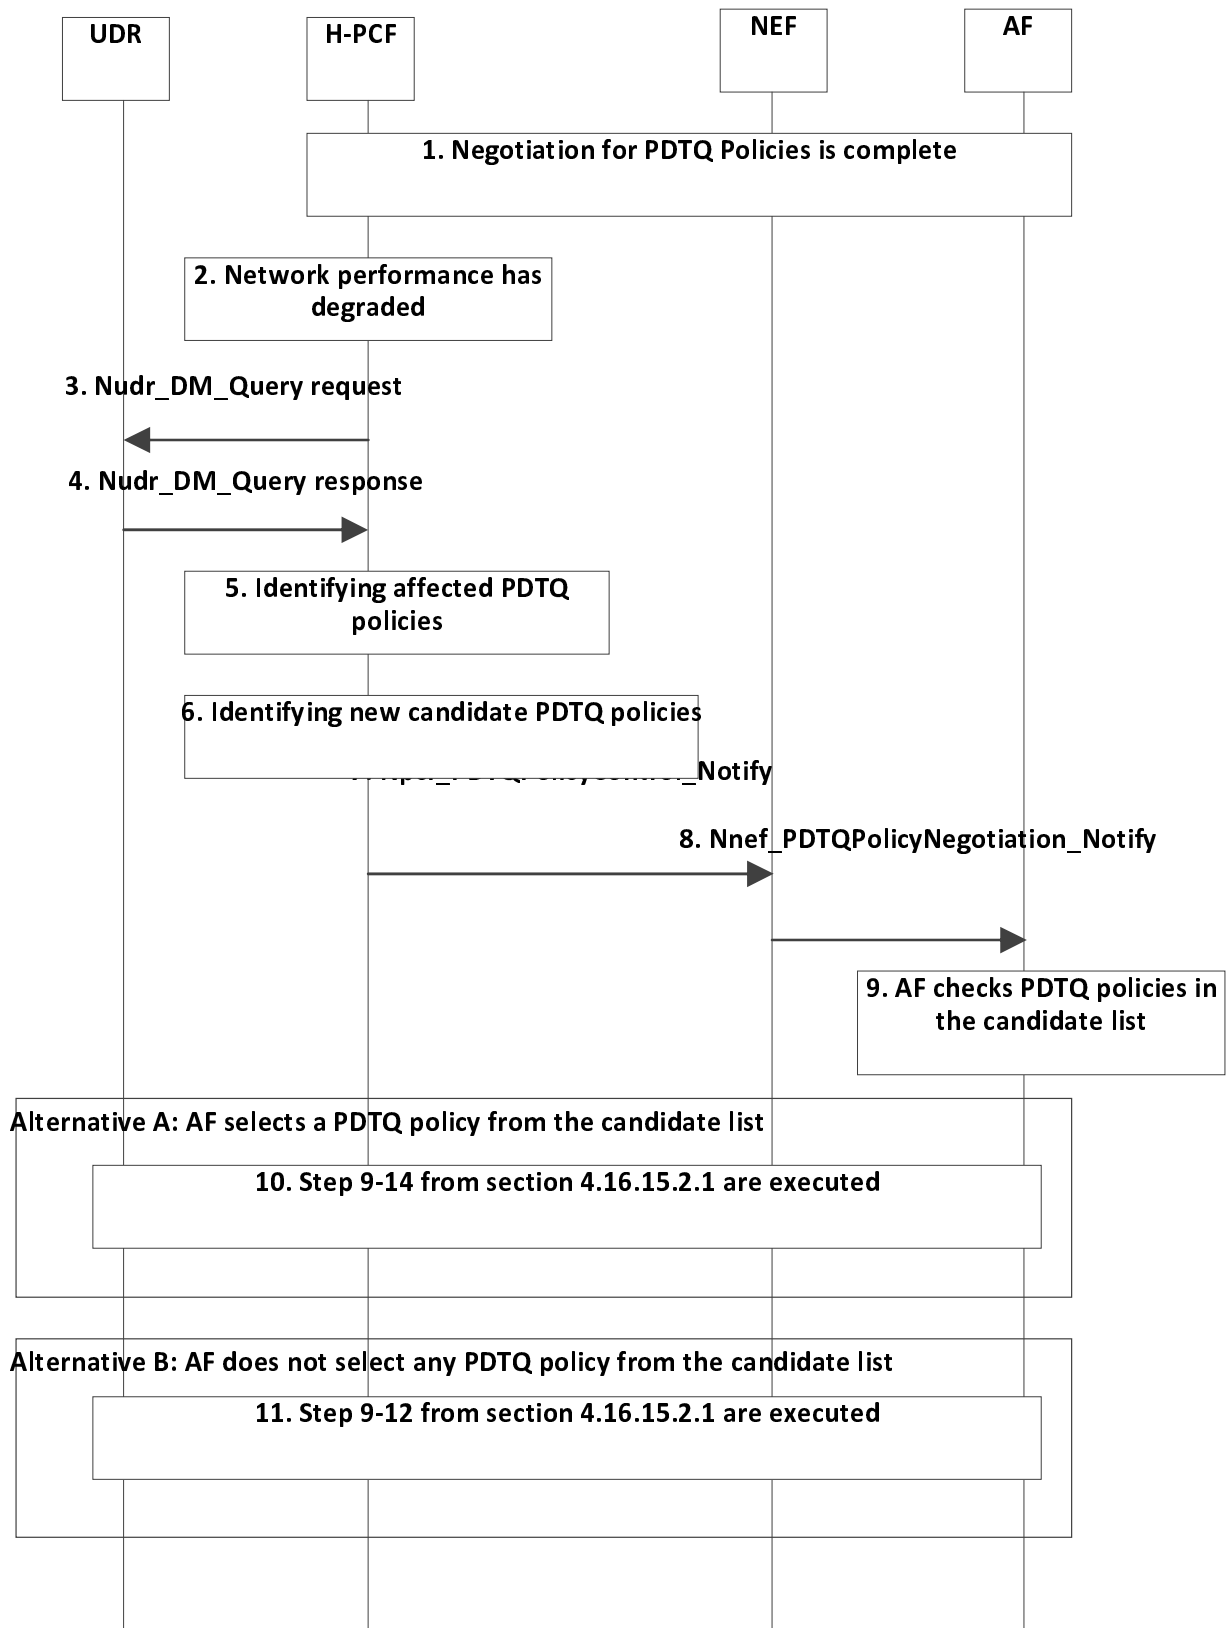 UDR
H-PCF
NEF
AF
1. Negotiation for PDTQ Policies is complete
2. Network performance has
degraded
3. Nudr_DM_Query request
4. Nudr_DM_Query response
5. Identifying affected PDTQ
policies
6. Identifying new candidate PDTQ policies
_Notify
8. Nnef_PDTQPolicyNegotiation_Notify
9. AF checks PDTQ policies in
the candidate list
Alternative A: AF selects a PDTQ policy from the candidate list
10. Step 9-14 from section 4.16.15.2.1 are executed
Alternative B: AF does not select any PDTQ policy from the candidate list
11. Step 9-12 from section 4.16.15.2.1 are executed